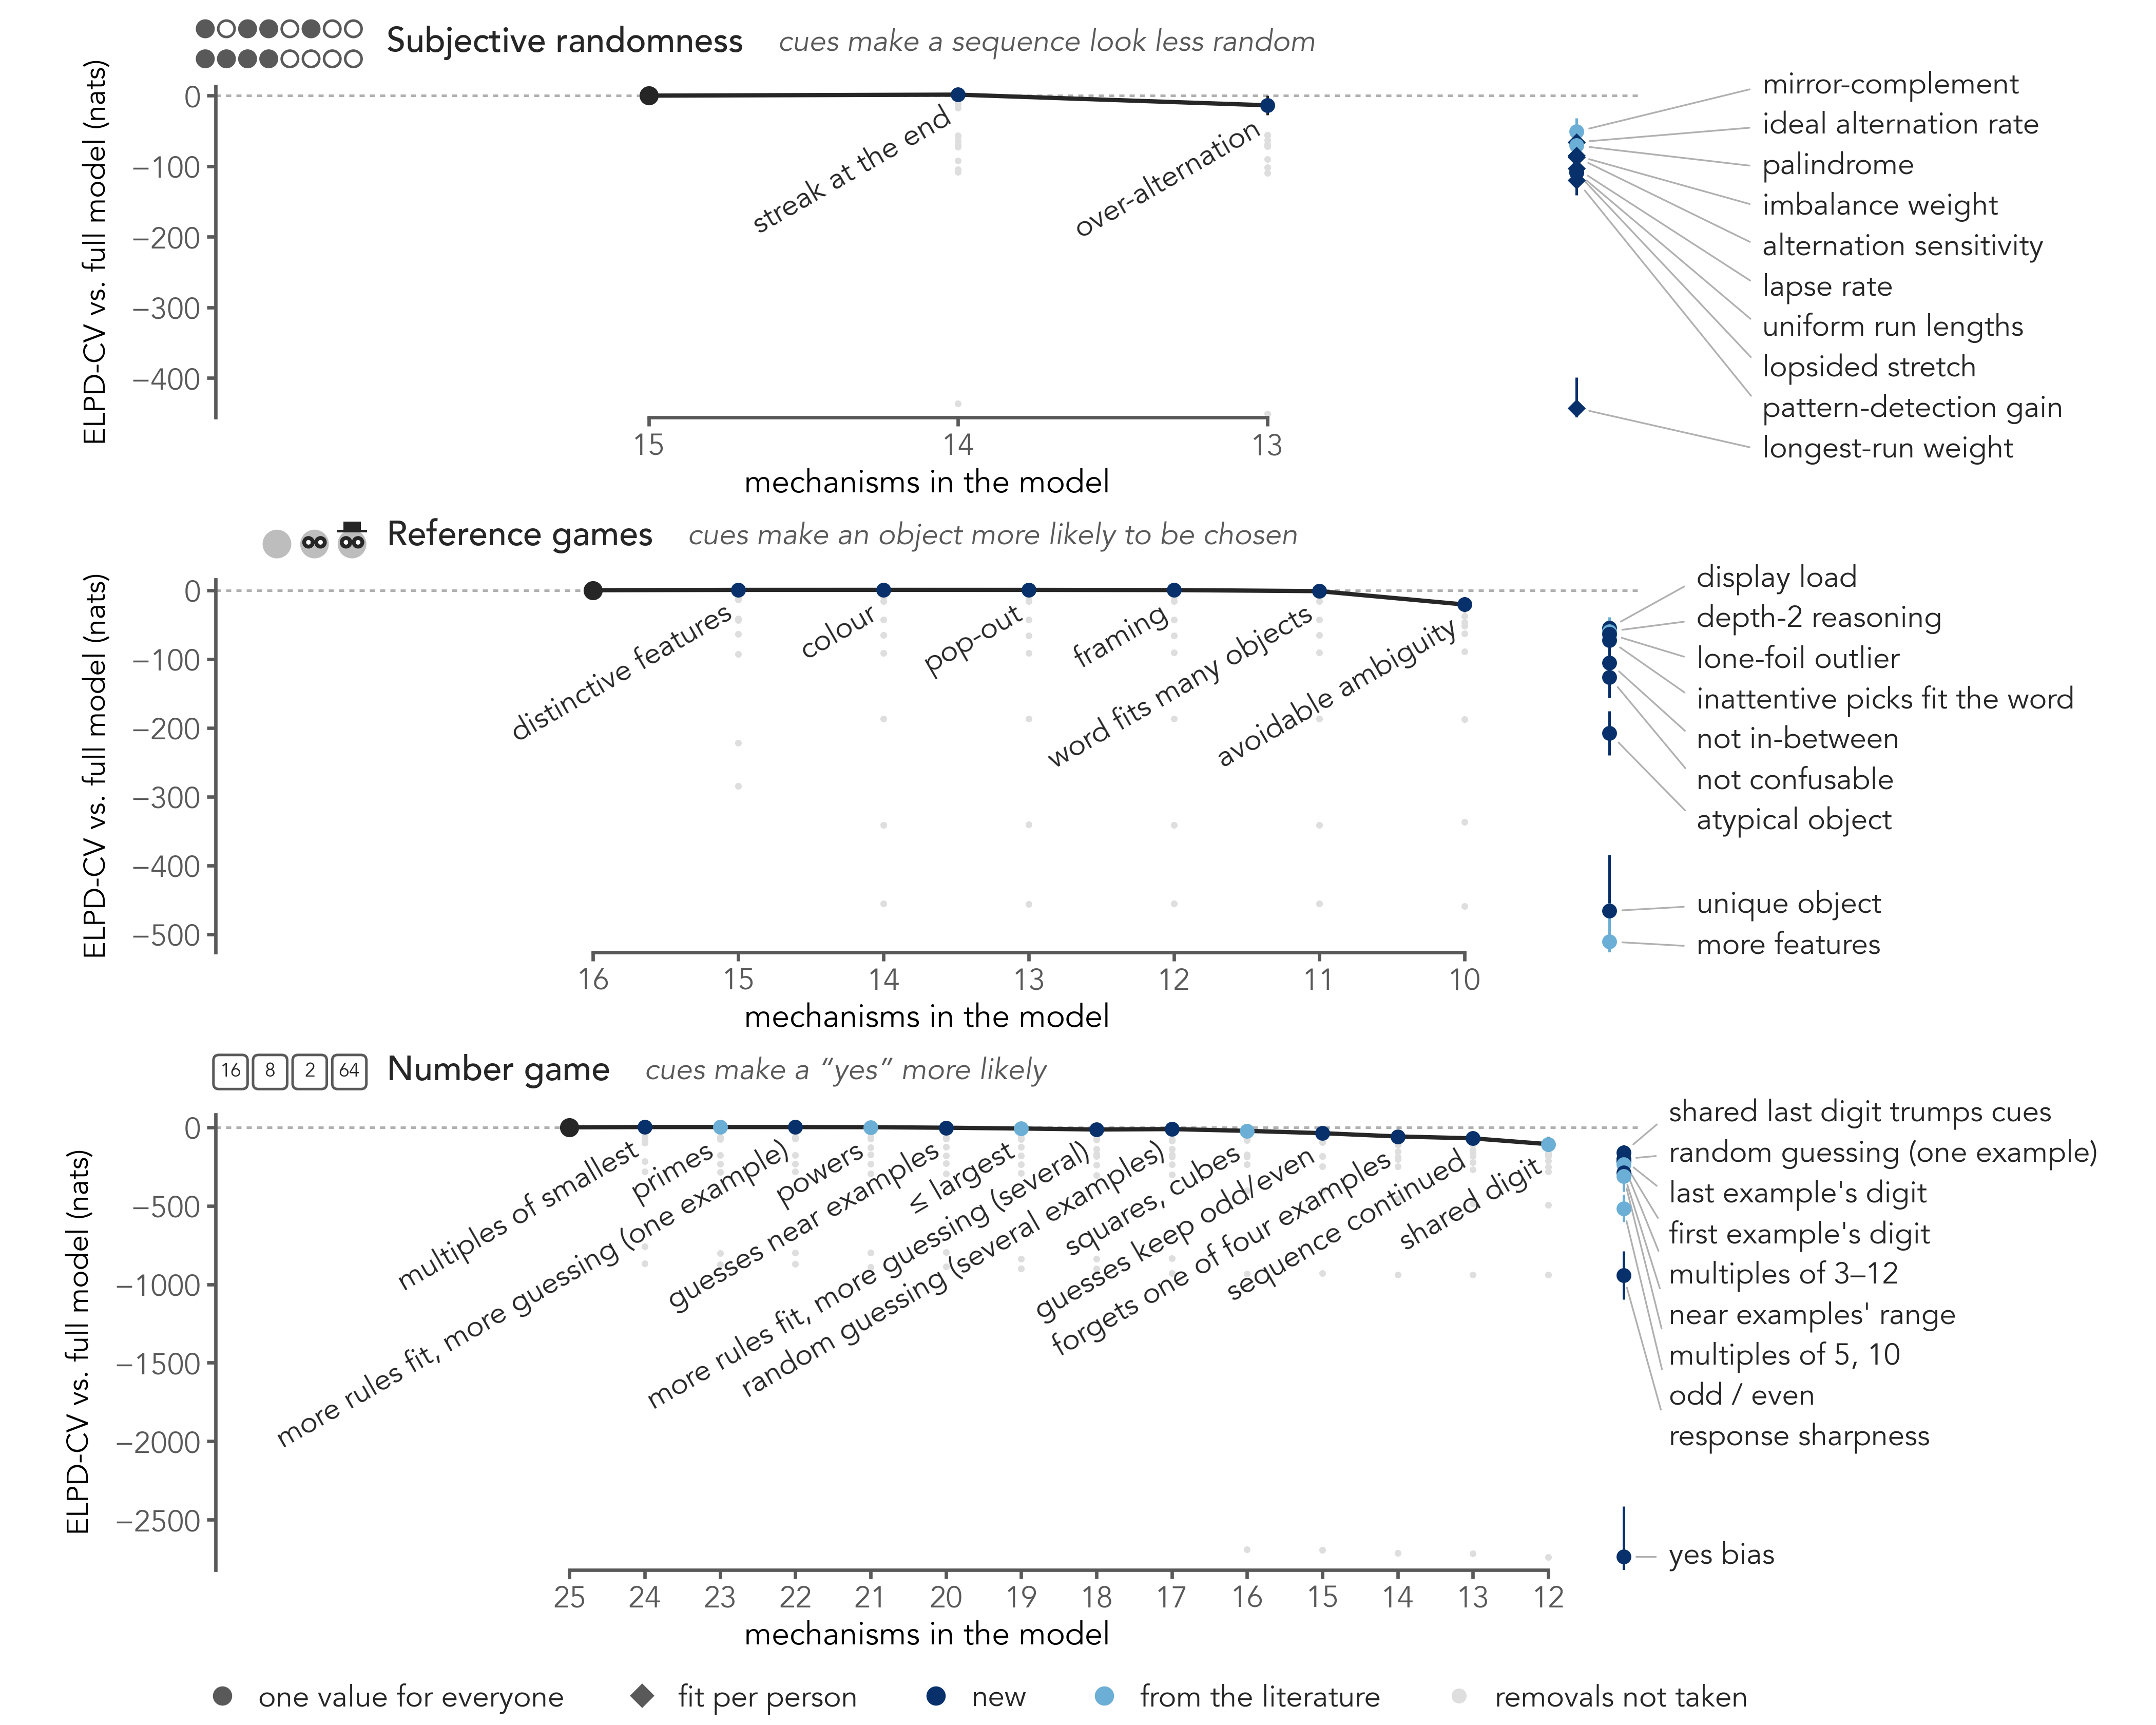 Subjective randomness cues make a sequence look less random
ELPD-CV vs. full model (nats)
0
−100
−200
−300
−400
streak at the end
over-alternation
15
14
13
mechanisms in the model
mirror-complement
ideal alternation rate
palindrome
imbalance weight
alternation sensitivity
lapse rate
uniform run lengths
lopsided stretch
pattern-detection gain
longest-run weight
Reference games cues make an object more likely to be chosen
ELPD-CV vs. full model (nats)
0
−100
−200
−300
−400
−500
distinctive features
colour
pop-out
framing
word fits many objects
avoidable ambiguity
16
15
14
13
12
11
10
mechanisms in the model
display load
depth-2 reasoning
lone-foil outlier
inattentive picks fit the word
not in-between
not confusable
atypical object
unique object
more features
16 8 2 64
Number game cues make a “yes” more likely
ELPD-CV vs. full model (nats)
0
−500
−1000
−1500
−2000
−2500
multiples of smallest
primes
more rules fit, more guessing (one example)
powers
guesses near examples
≤ largest
more rules fit, more guessing (several)
random guessing (several examples)
squares, cubes
guesses keep odd/even
forgets one of four examples
sequence continued
shared digit
25
24
23
22
21
20
19
18
17
16
15
14
13
12
mechanisms in the model
shared last digit trumps cues
random guessing (one example)
last example's digit
first example's digit
multiples of 3–12
near examples' range
multiples of 5, 10
odd / even
response sharpness
yes bias
one value for everyone
fit per person
new
from the literature
removals not taken